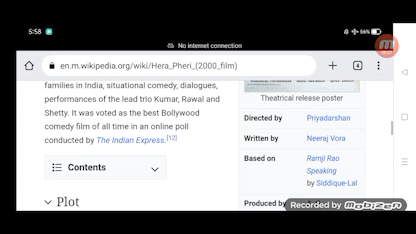 5:58
56%
No internet connection
en.m.wikipedia.org/wiki/Hera_Pheri_(2000_film)
4
families in India, situational comedy, dialogues,
performances of the lead trio Kumar, Rawal and
Shetty. It was voted as the best Bollywood
comedy film of all time in an online poll
conducted by The Indian Express.[12]
Contents
Plot
Theatrical release poster
Directed by Priyadarshan
Written by Neeraj Vora
Based on Ramji Rao
Speaking
by Siddique-Lal
Produced by
Recorded by MOBIZEN